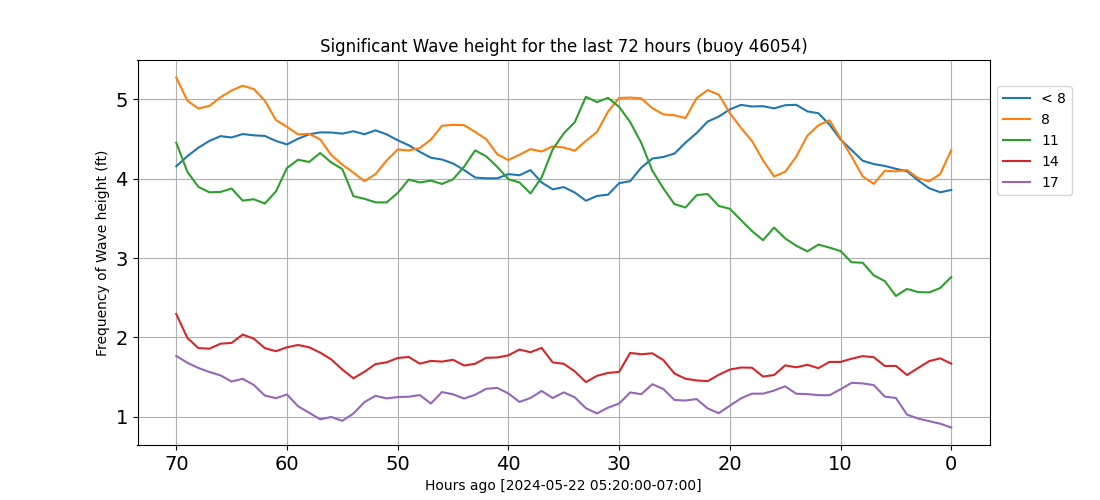 Significant Wave height for the last 72 hours (buoy 46054)
Frequency of Wave height (ft)
5
4
3
2
1
70 60 50 40 30 20 10 0
Hours ago [2024-05-22 05:20:00-07:00]
< 8
8
11
14
17